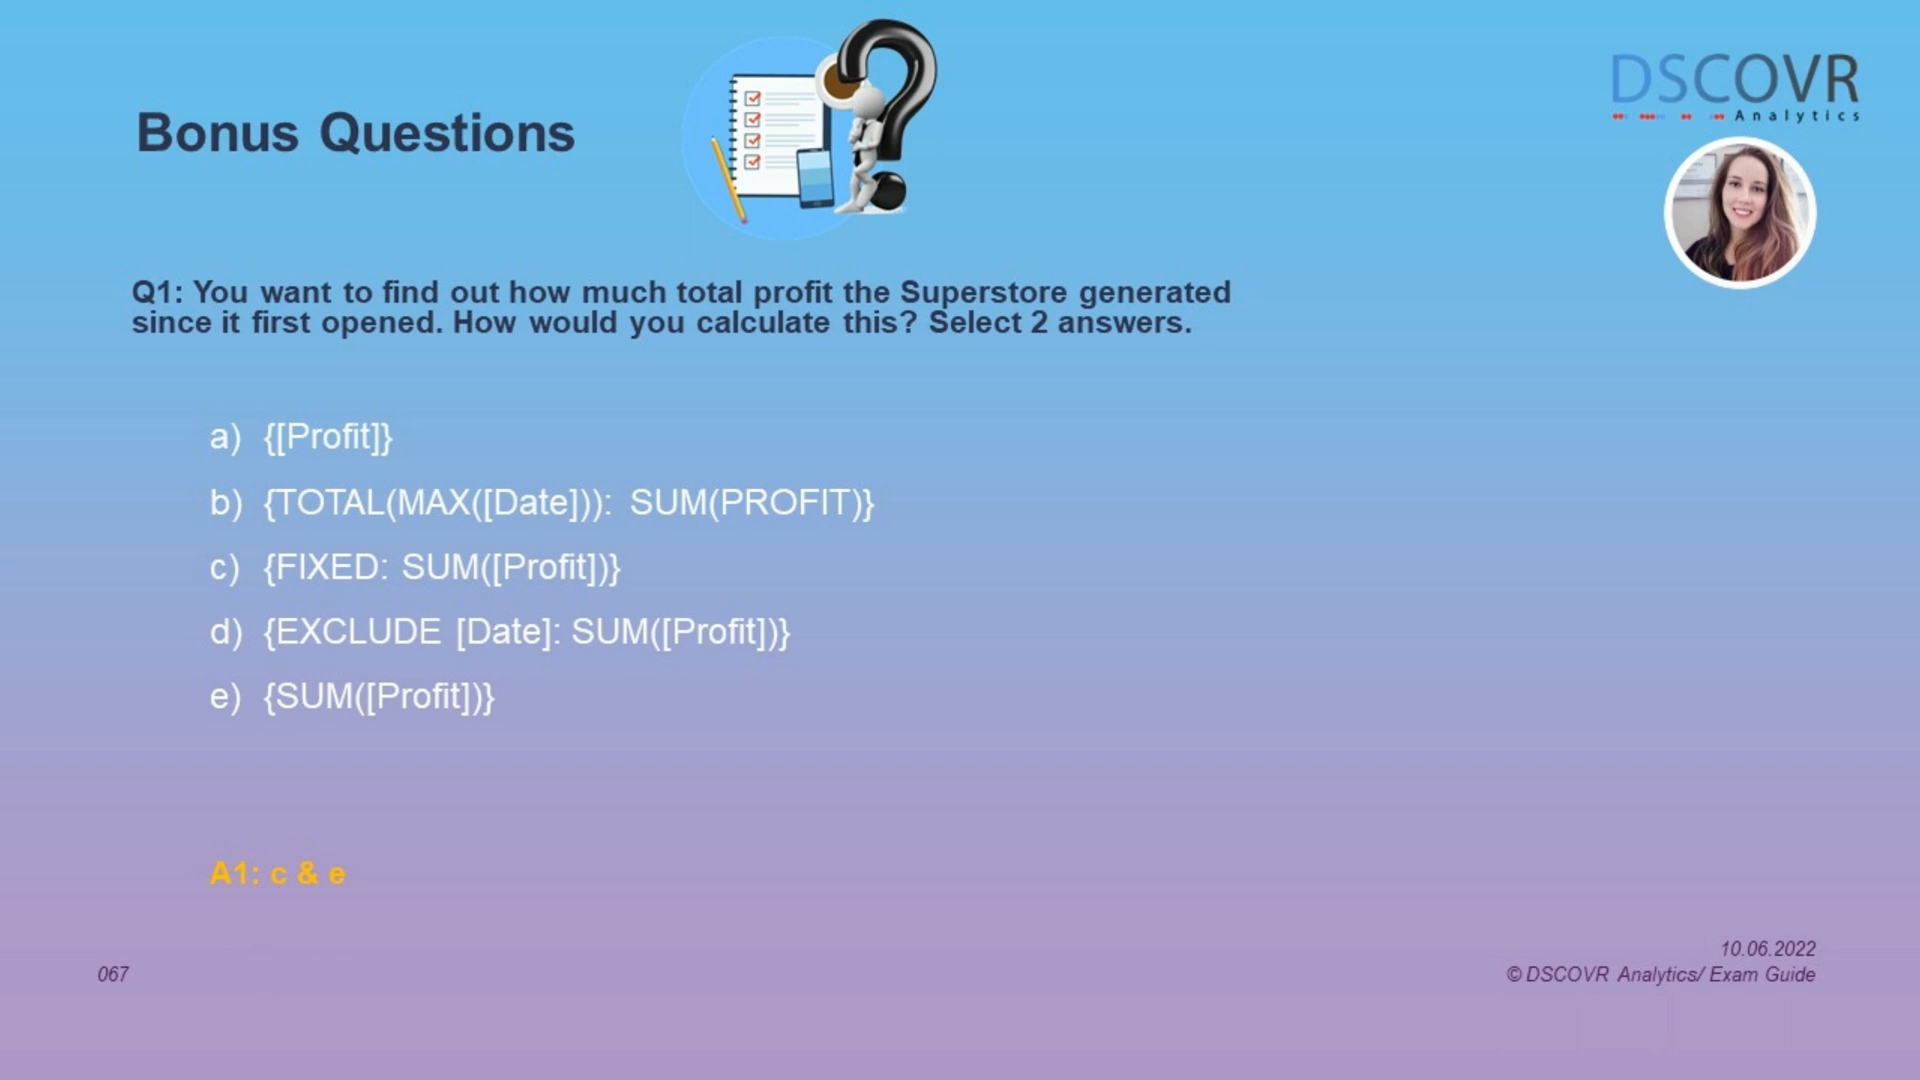 DSCOVR
Analytics
Bonus Questions
Q1: You want to find out how much total profit the Superstore generated
since it first opened. How would you calculate this? Select 2 answers.
a) {[Profit]}
b) {TOTAL(MAX([Date])): SUM(PROFIT)}
c) {FIXED: SUM([Profit])}
d) {EXCLUDE [Date]: SUM([Profit])}
e) {SUM([Profit])}
A1: c & e
10.06.2022
067
© DSCOVR Analytics/ Exam Guide